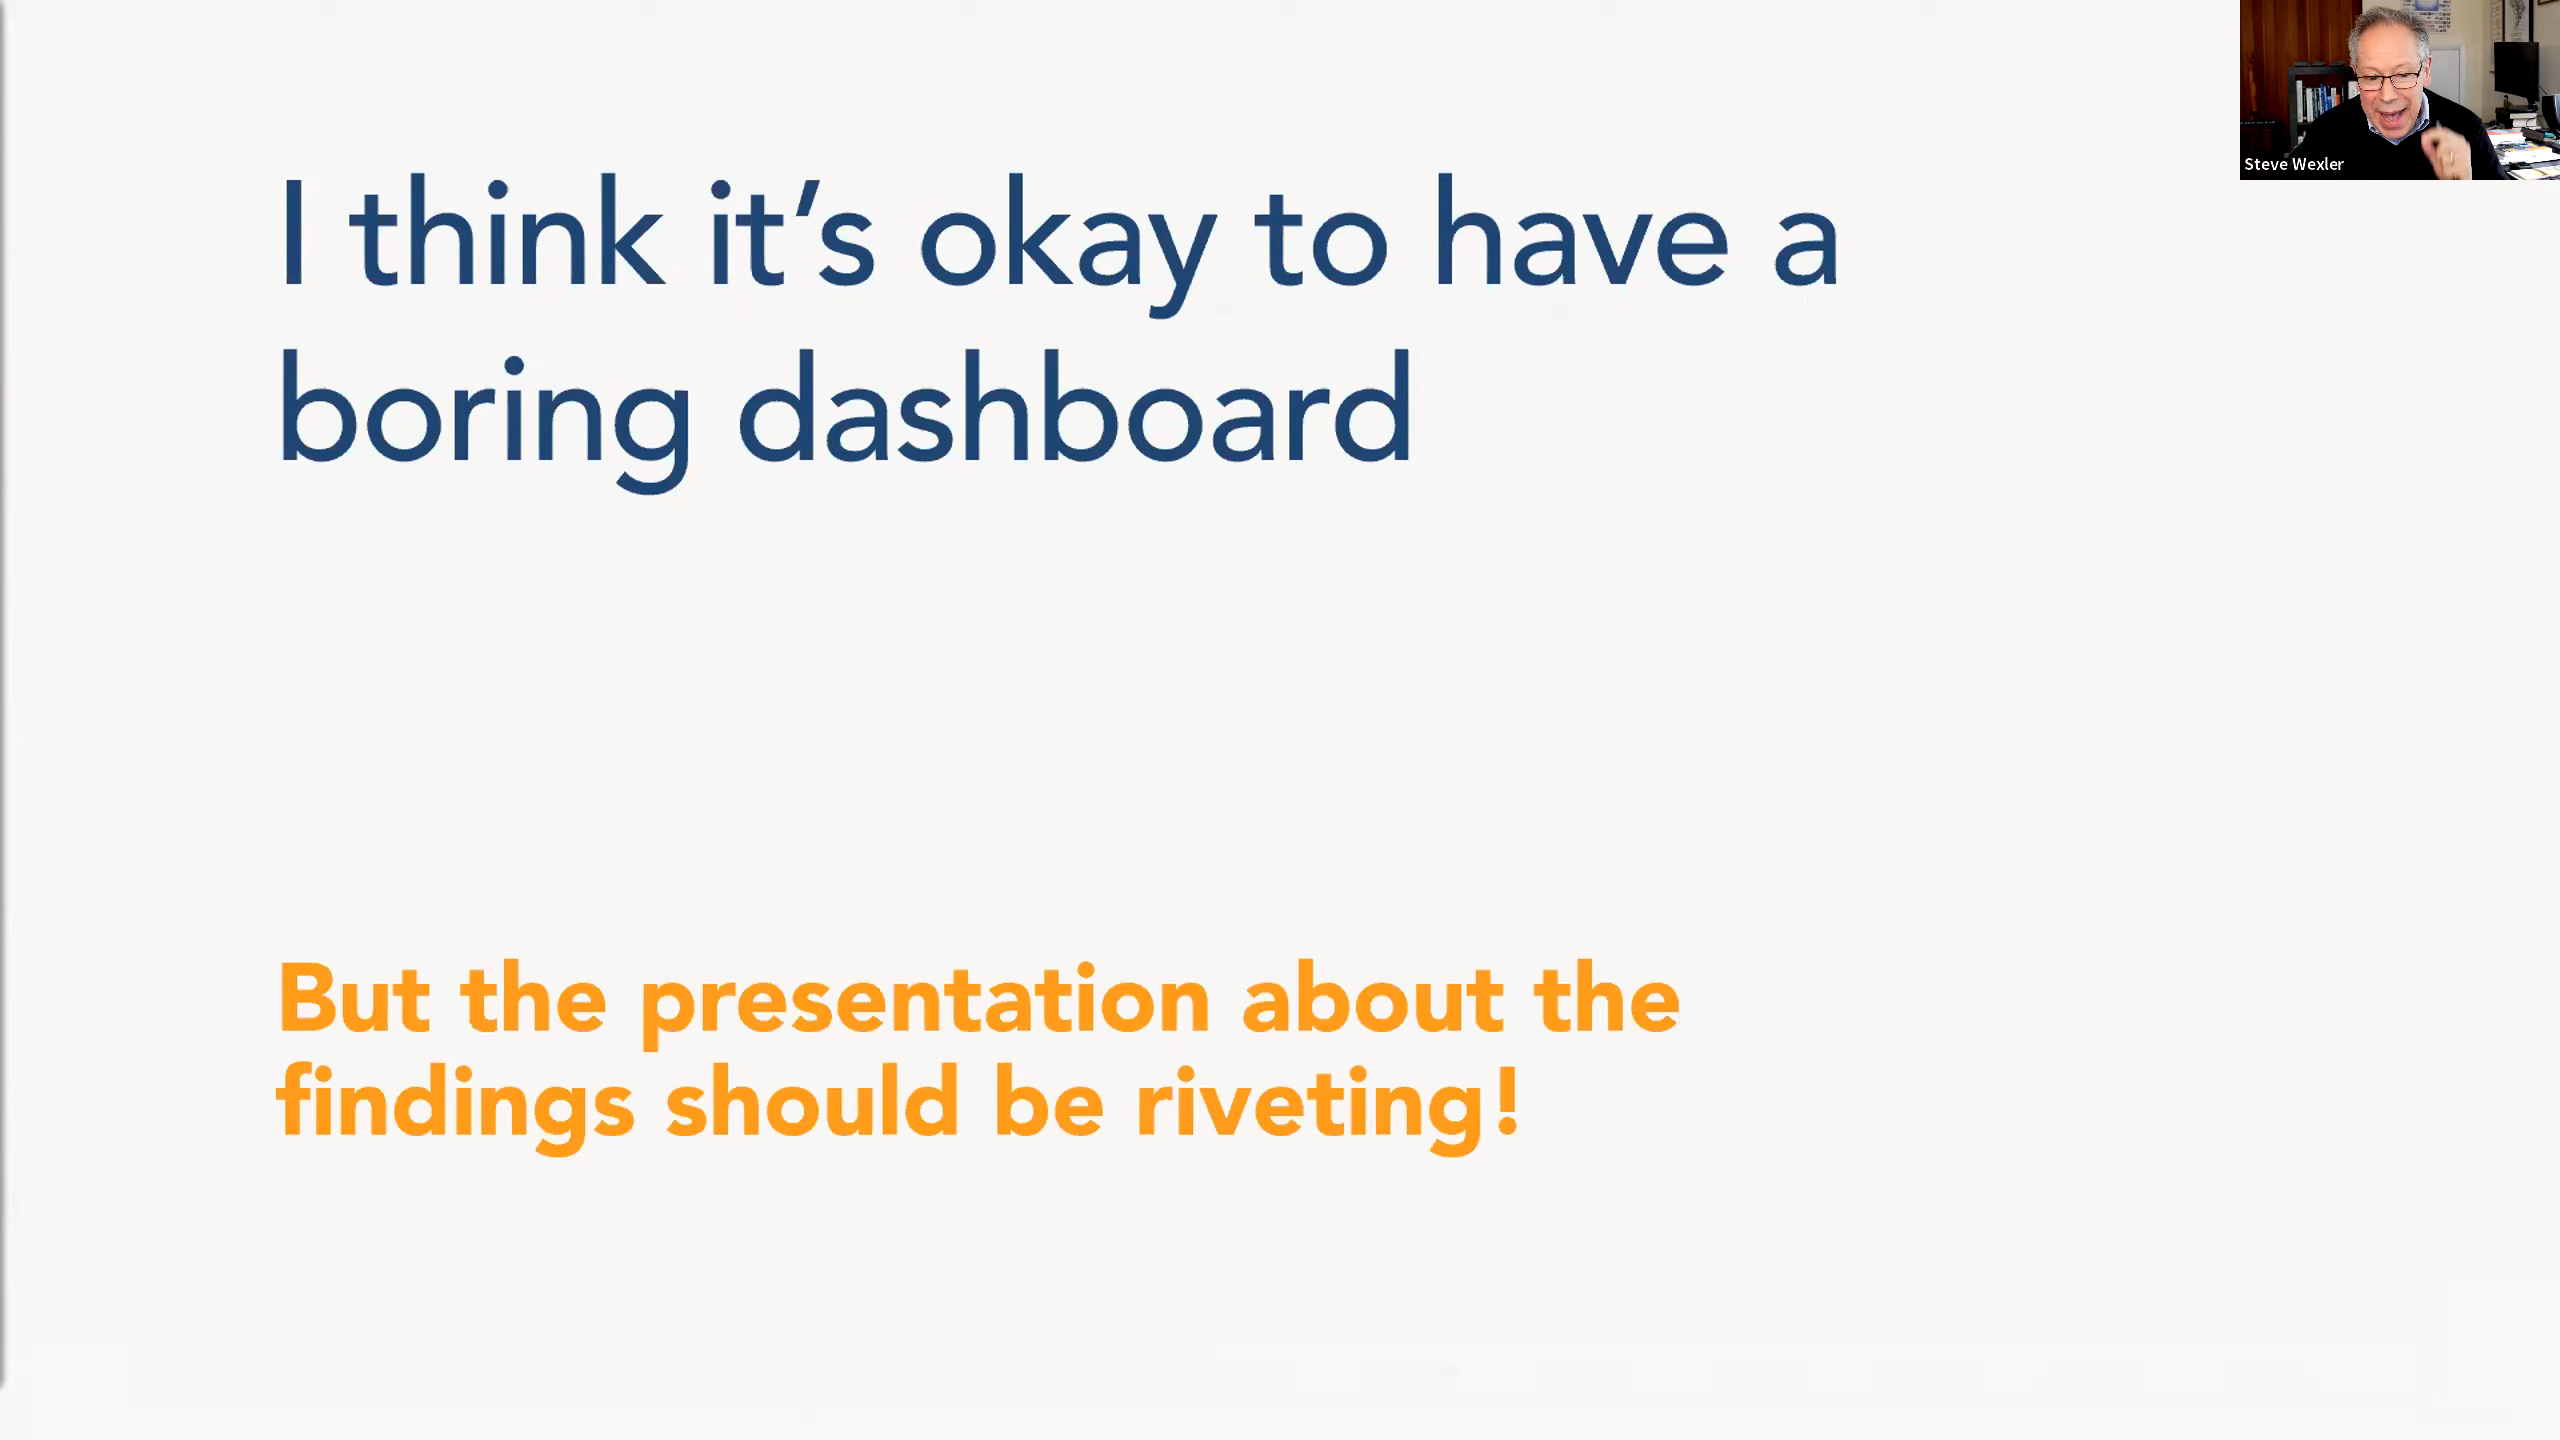 I think it’s okay to have a
boring dashboard
But the presentation about the
findings should be riveting!
Steve Wexler